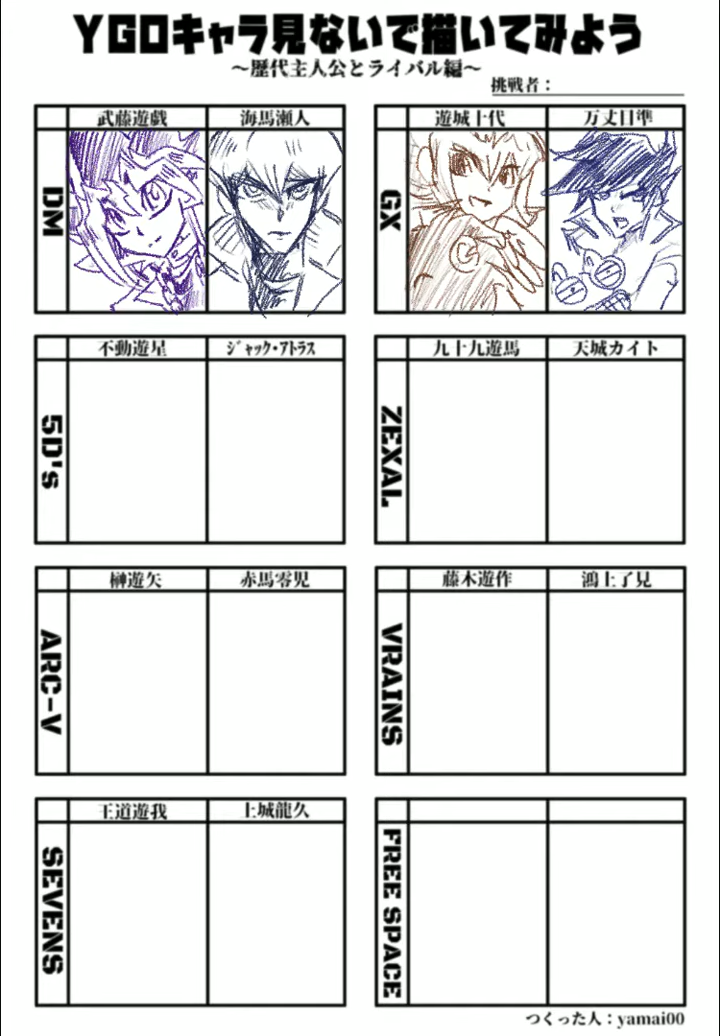 YGOキャラ見ないで描いてみよう
～歴代主人公とライバル編～
挑戦者：
DM
武藤遊戯
海馬瀬人
GX
遊城十代
万丈目準
5D's
不動遊星
ジャック・アトラス
ZEXAL
九十九遊馬
天城カイト
ARC-V
榊遊矢
赤馬零児
VRAINS
藤木遊作
鴻上了見
SEVENS
王道遊我
上城龍久
FREE SPACE
つくった人：yamai00